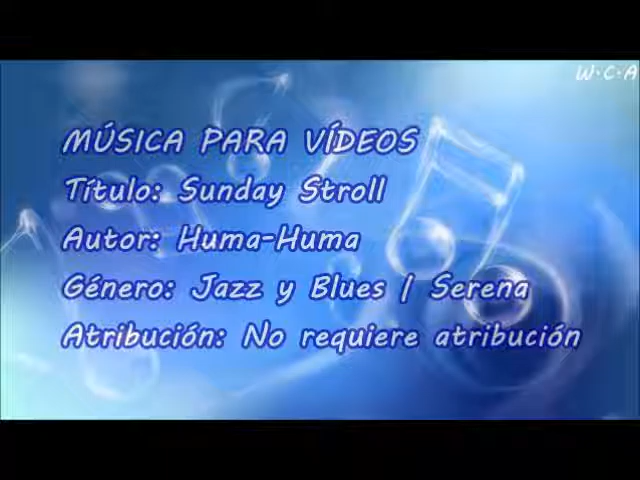 W.C.A
MÚSICA PARA VÍDEOS
Título: Sunday Stroll
Autor: Huma-Huma
Género: Jazz y Blues | Serena
Atribución: No requiere atribución